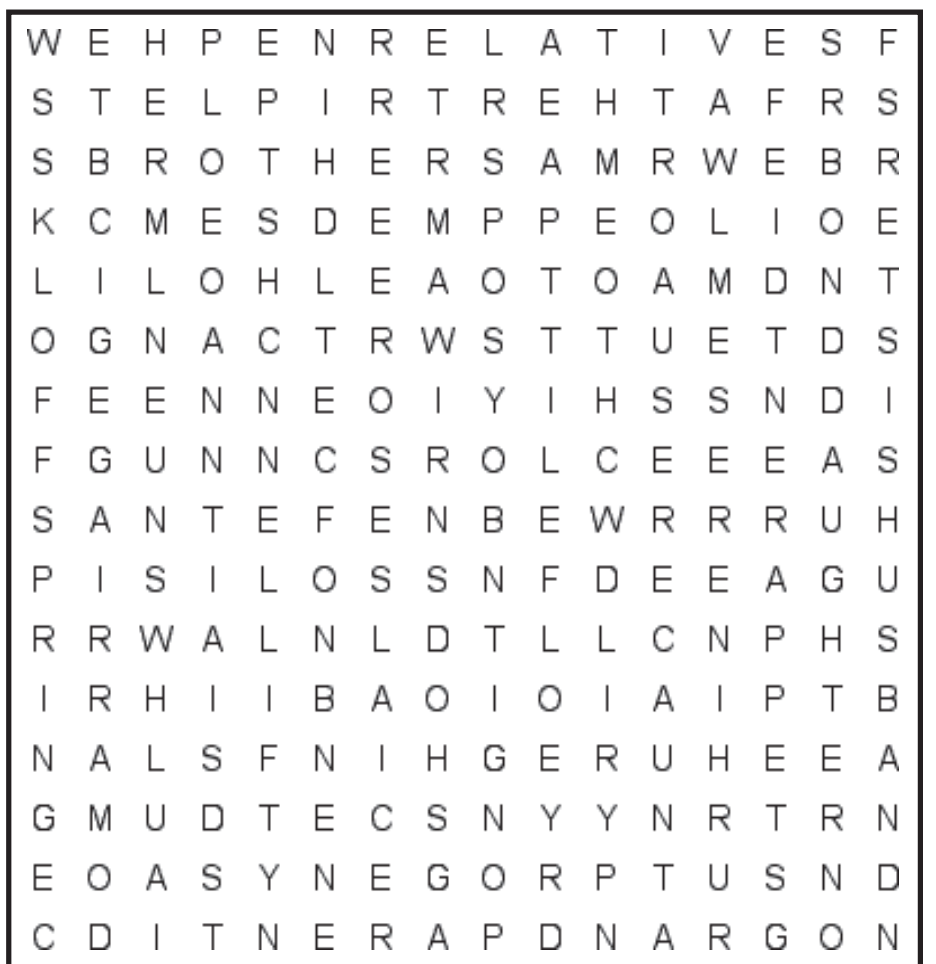 W E H P E N R E L A T I V E S F
S T E L P I R T R E H T A F R S
S B R O T H E R S A M R W E B R
K C M E S D E M P P E O L I O E
L I L O H L E A O T O A M D N T
O G N A C T R W S T T U E T D S
F E E N N E O I Y I H S S N D I
F G U N N C S R O L C E E E A S
S A N T E F E N B E W R R R U H
P I S I L O S S N F D E E A G U
R R W A L N L D T L L C N P H S
I R H I I B A O I O I A I P T B
N A L S F N I H G E R U H E E A
G M U D T E C S N Y Y N R T R N
E O A S Y N E G O R P T U S N D
C D I T N E R A P D N A R G O N